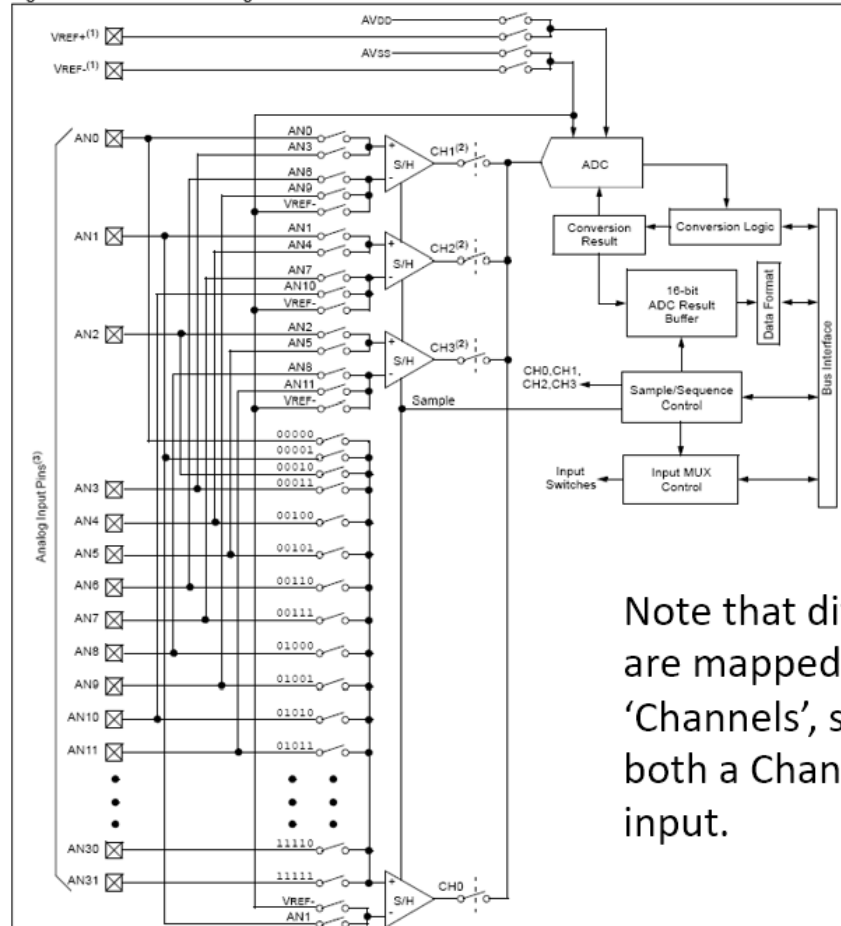 AVDD
VREF+(1)
AVSS
VREF-(1)
AN0
AN0
AN3
CH1(2)
ADC
S/H
AN6
AN9
VREF-
Conversion Result
Conversion Logic
AN1
AN1
AN4
CH2(2)
S/H
AN7
AN10
VREF-
16-bit ADC Result Buffer
Data Format
Bus Interface
AN2
AN2
AN5
CH3(2)
S/H
AN8
AN11
VREF-
Sample
CH0,CH1,
CH2,CH3
Sample/Sequence Control
Input Switches
Input MUX Control
Analog Input Pins(3)
00000
00001
00010
AN3 00011
AN4 00100
AN5 00101
AN6 00110
AN7 00111
AN8 01000
AN9 01001
AN10 01010
AN11 01011
AN30 11110
AN31 11111
CH0
S/H
VREF-
AN1
+
-
+
-
+
-
+
-
Note that di
are mapped
‘Channels’, s
both a Chan
input.